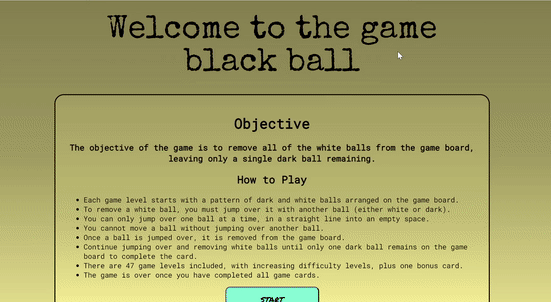 Welcome to the game
black ball
Objective
The objective of the game is to remove all of the white balls from the game board,
leaving only a single dark ball remaining.
How to Play
• Each game level starts with a pattern of dark and white balls arranged on the game board.
• To remove a white ball, you must jump over it with another ball (either white or dark).
• You can only jump over one ball at a time, in a straight line into an empty space.
• You cannot move a ball without jumping over another ball.
• Once a ball is jumped over, it is removed from the game board.
• Continue jumping over and removing white balls until only one dark ball remains on the game
board to complete the card.
• There are 47 game levels included, with increasing difficulty levels, plus one bonus card.
• The game is over once you have completed all game cards.
START